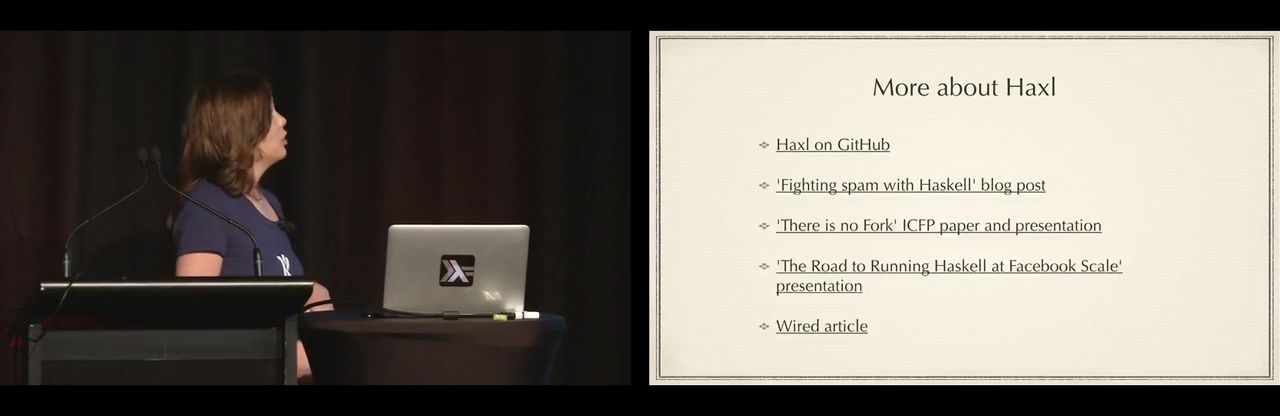 More about Haxl
Haxl on GitHub
'Fighting spam with Haskell' blog post
'There is no Fork' ICFP paper and presentation
'The Road to Running Haskell at Facebook Scale'
presentation
Wired article